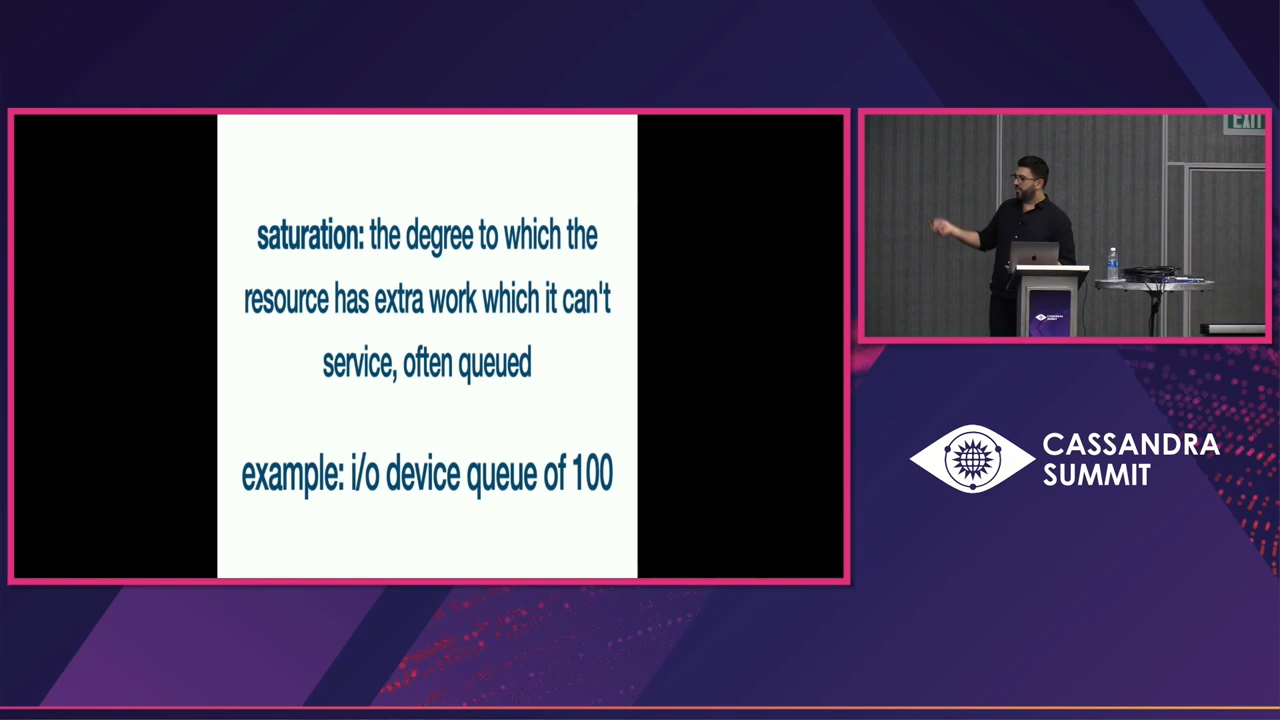 saturation: the degree to which the
resource has extra work which it can't
service, often queued
example: i/o device queue of 100
EXIT
CASSANDRA
SUMMIT